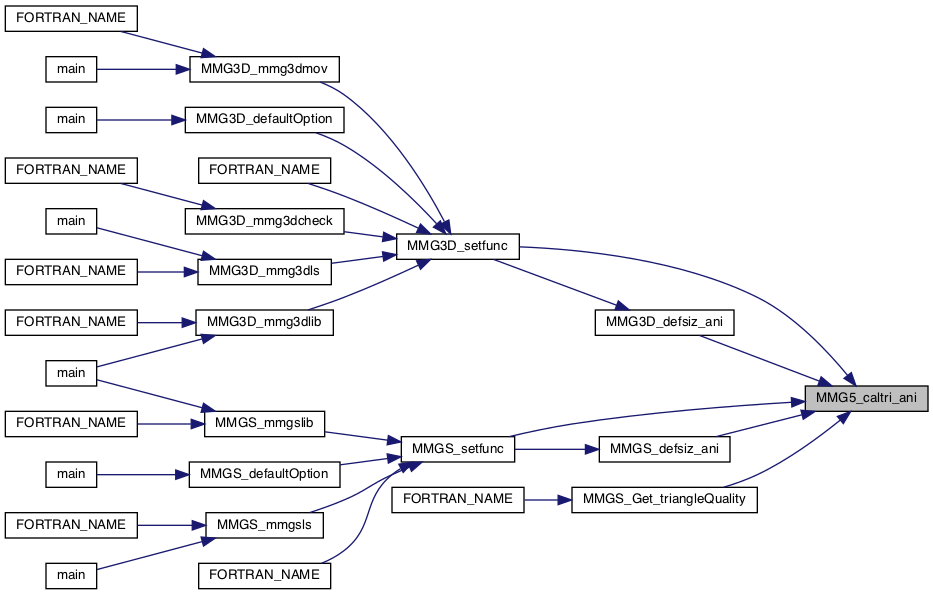 FORTRAN_NAME
main
MMG3D_mmg3dmov
main
MMG3D_defaultOption
FORTRAN_NAME
FORTRAN_NAME
main
MMG3D_mmg3dcheck
MMG3D_setfunc
FORTRAN_NAME
MMG3D_mmg3dls
FORTRAN_NAME
MMG3D_mmg3dlib
MMG3D_defsiz_ani
main
MMG5_caltri_ani
FORTRAN_NAME
MMGS_mmgslib
MMGS_setfunc
MMGS_defsiz_ani
main
MMGS_defaultOption
FORTRAN_NAME
MMGS_Get_triangleQuality
FORTRAN_NAME
MMGS_mmgsls
main
FORTRAN_NAME